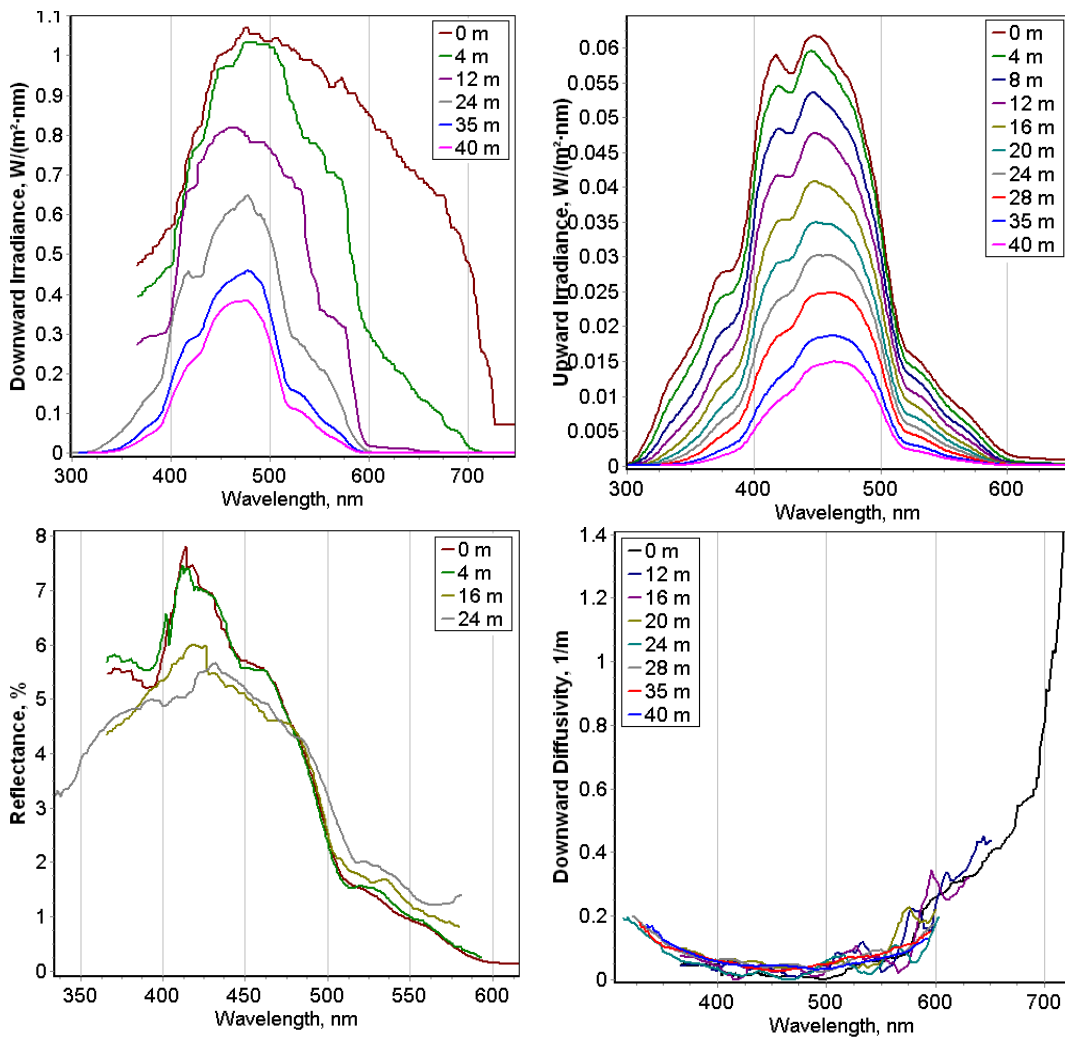 1.1
1
0.9
0.8
0.7
0.6
0.5
0.4
0.3
0.2
0.1
0
Downward Irradiance, W/(m²·nm)
300
400
500
600
700
Wavelength, nm
0 m
4 m
12 m
24 m
35 m
40 m
0.06
0.055
0.05
0.045
0.04
0.035
0.03
0.025
0.02
0.015
0.01
0.005
0
Upward Irradiance, W/(m²·nm)
300
400
500
600
Wavelength, nm
0 m
4 m
8 m
12 m
16 m
20 m
24 m
28 m
35 m
40 m
8
7
6
5
4
3
2
1
0
Reflectance, %
350
400
450
500
550
600
Wavelength, nm
0 m
4 m
16 m
24 m
1.4
1.2
1
0.8
0.6
0.4
0.2
0
Downward Diffusivity, 1/m
400
500
600
700
Wavelength, nm
0 m
12 m
16 m
20 m
24 m
28 m
35 m
40 m